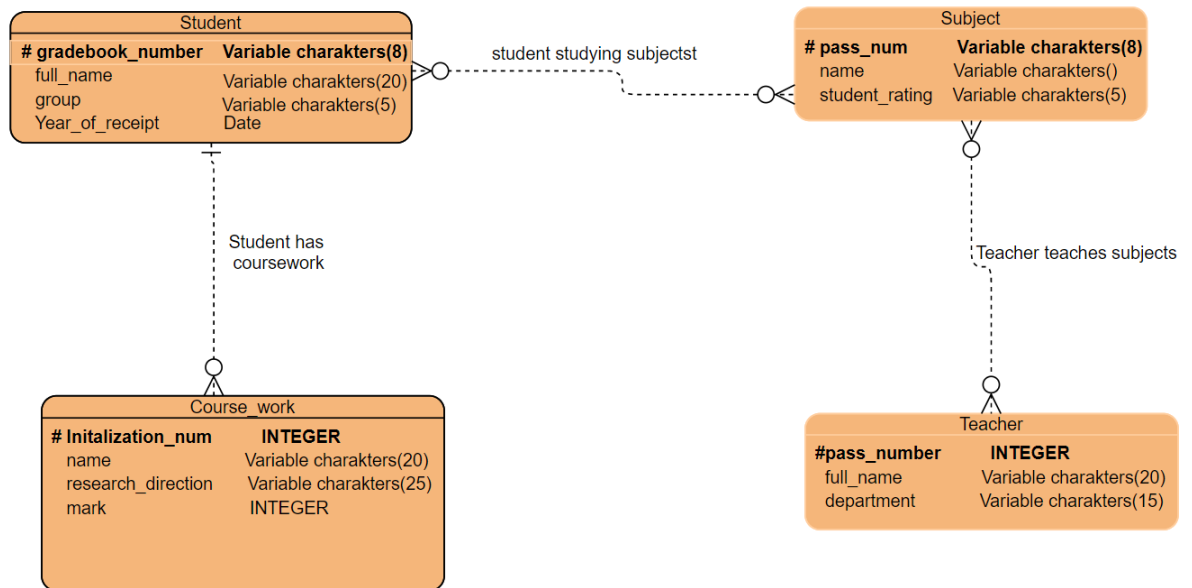 Student
# gradebook_number Variable charakters(8)
full_name Variable charakters(20)
group Variable charakters(5)
Year_of_receipt Date
student studying subjectst
Subject
# pass_num Variable charakters(8)
name Variable charakters()
student_rating Variable charakters(5)
Student has
coursework
Teacher teaches subjects
Course_work
# Initalization_num INTEGER
name Variable charakters(20)
research_direction Variable charakters(25)
mark INTEGER
Teacher
#pass_number INTEGER
full_name Variable charakters(20)
department Variable charakters(15)